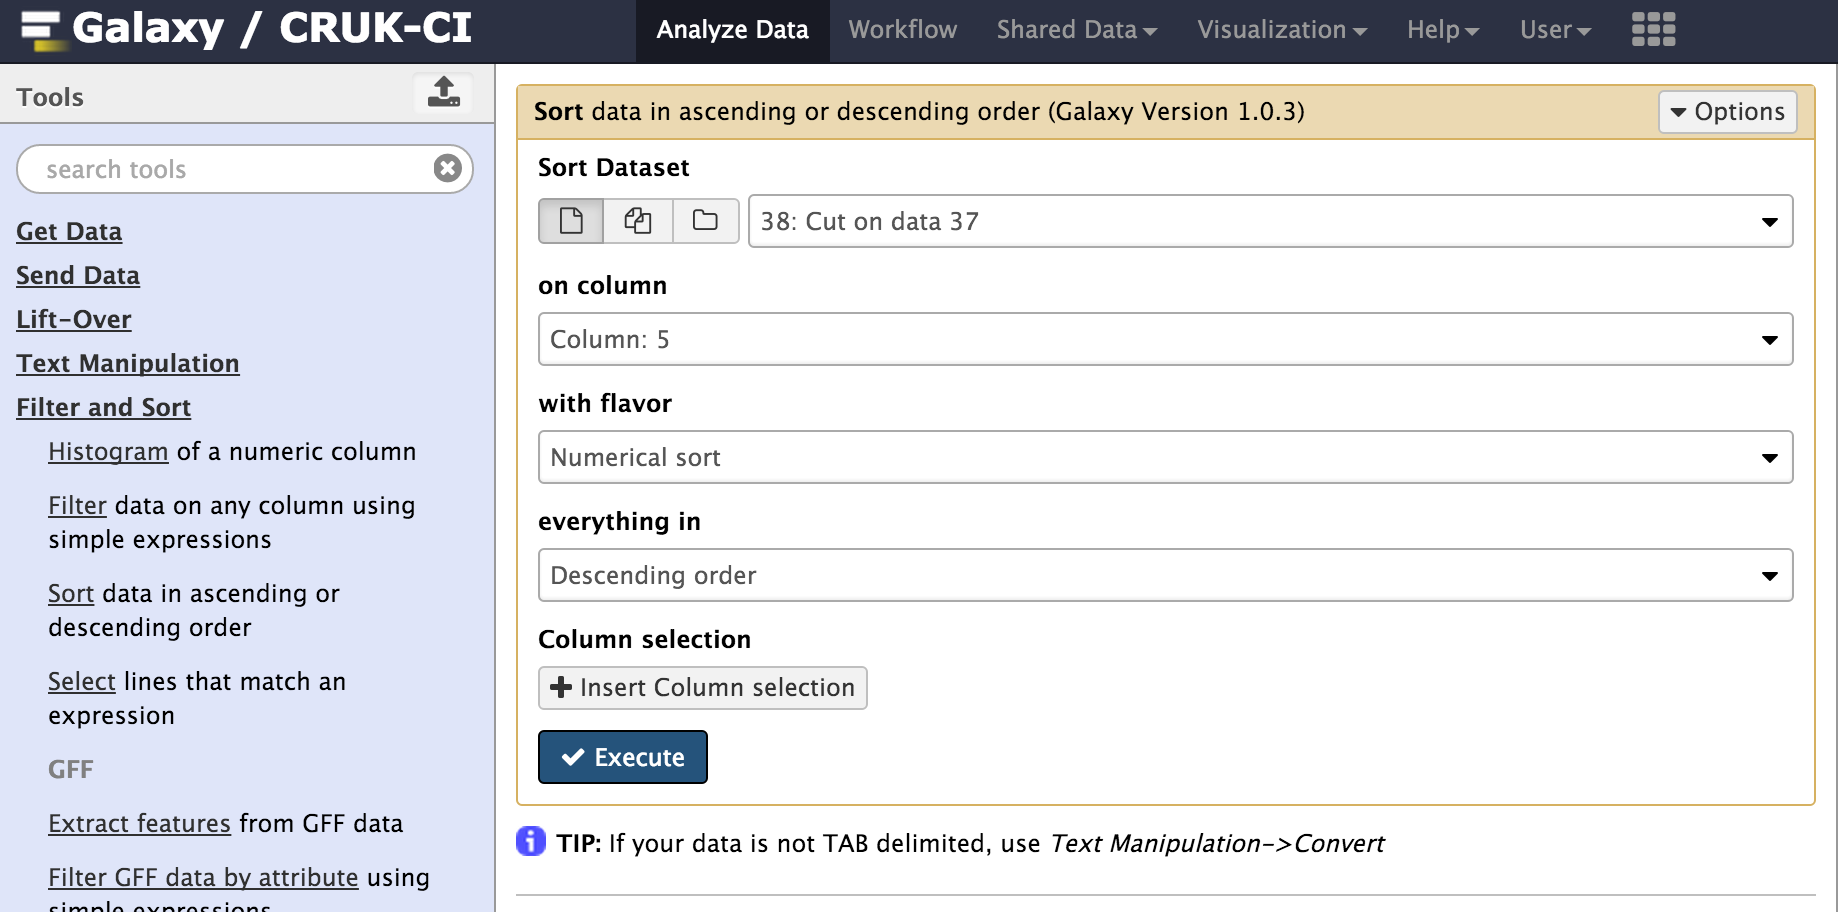 Galaxy / CRUK-CI
Analyze Data
Workflow
Shared Data
Visualization
Help
User
Tools
search tools
Get Data
Send Data
Lift-Over
Text Manipulation
Filter and Sort
Histogram of a numeric column
Filter data on any column using
simple expressions
Sort data in ascending or
descending order
Select lines that match an
expression
GFF
Extract features from GFF data
Filter GFF data by attribute using
simple expressions
Sort data in ascending or descending order (Galaxy Version 1.0.3)
Options
Sort Dataset
38: Cut on data 37
on column
Column: 5
with flavor
Numerical sort
everything in
Descending order
Column selection
Insert Column selection
Execute
TIP: If your data is not TAB delimited, use Text Manipulation->Convert